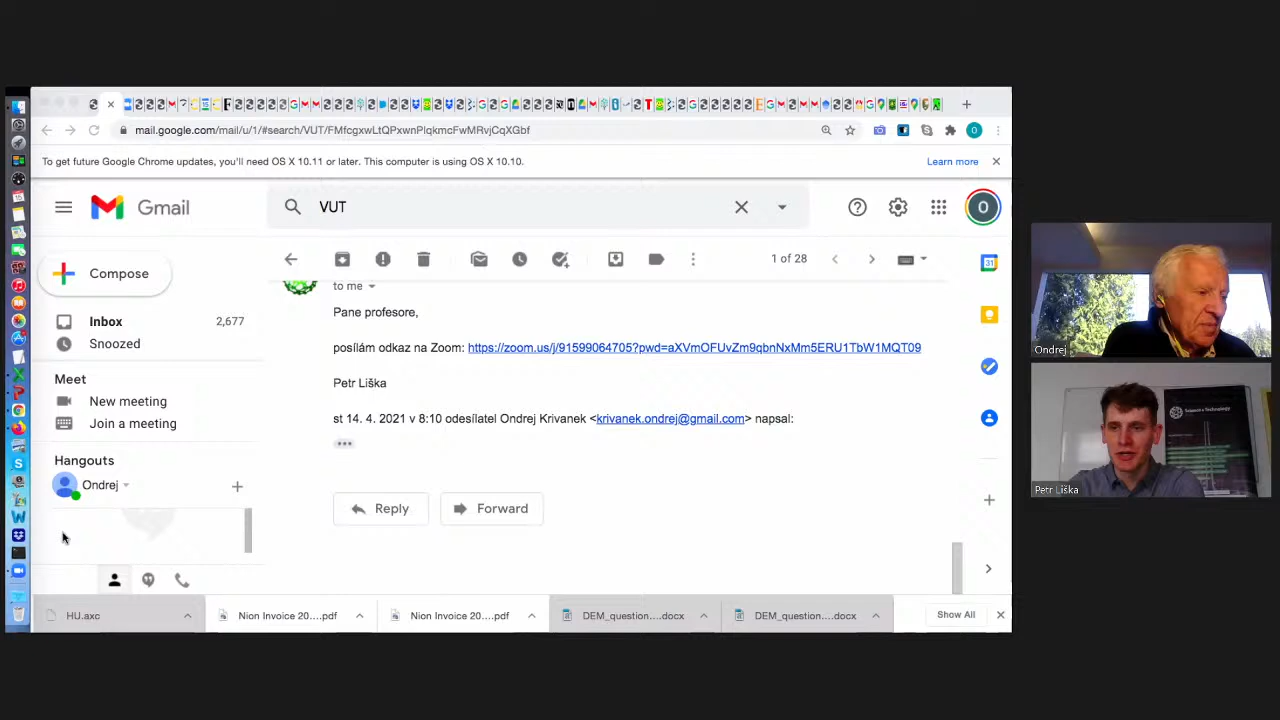 mail.google.com/mail/u/1/#search/VUT/FMfcgxwLtQPxwnPlqkmcFwMRvjCqXGbf
To get future Google Chrome updates, you'll need OS X 10.11 or later. This computer is using OS X 10.10.
Learn more
Gmail
VUT
O
Compose
1 of 28
Inbox 2,677
Snoozed
Meet
New meeting
Join a meeting
Hangouts
Ondrej
to me
Pane profesore,
posílám odkaz na Zoom: https://zoom.us/j/91599064705?pwd=aXVmOFUvZm9qbnNxMm5ERU1TbW1MQT09
Petr Liška
st 14. 4. 2021 v 8:10 odesílatel Ondrej Krivanek <krivanek.ondrej@gmail.com> napsal:
Reply
Forward
HU.axc
Nion Invoice 20....pdf
Nion Invoice 20....pdf
DEM_question....docx
DEM_question....docx
Show All
Ondrej
Petr Liška